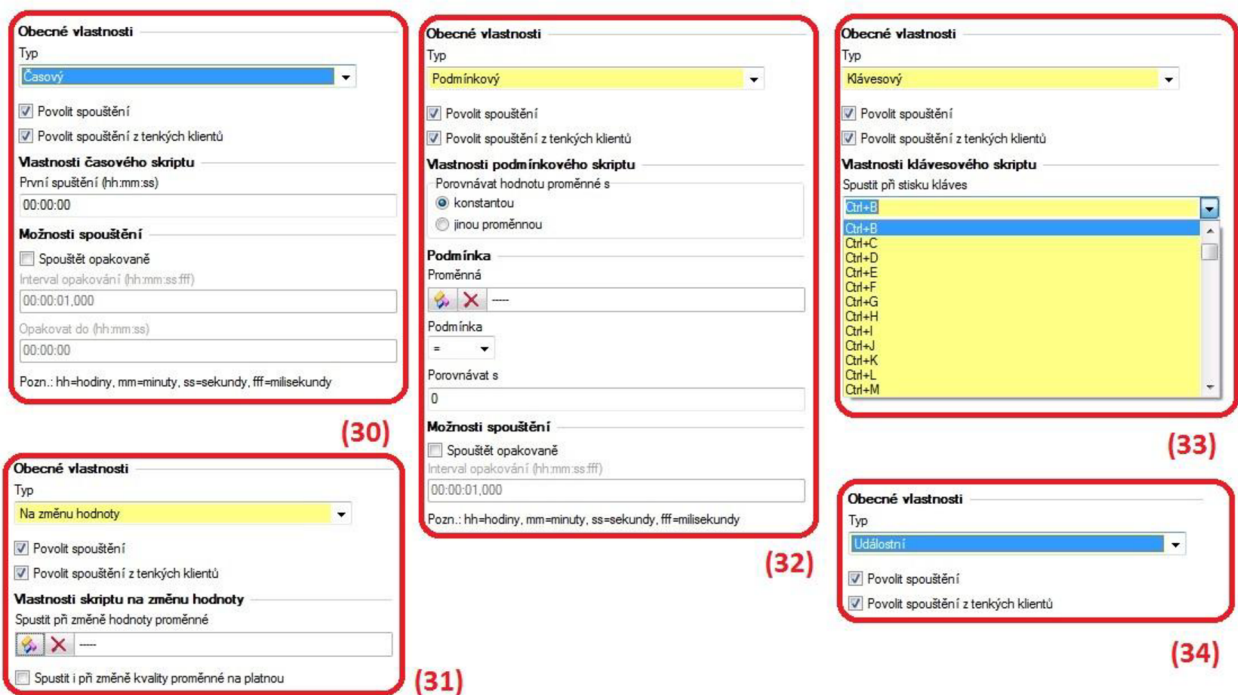 Obecné vlastnosti
Typ
Časový
Povolit spouštění
Povolit spouštění z tenkých klientů
Vlastnosti časového skriptu
První spuštění (hh:mm:ss)
00:00:00
Možnosti spouštění
Spouštět opakovaně
Interval opakování (hh:mm:ss:fff)
00:00:01,000
Opakovat do (hh:mm:ss)
00:00:00
Pozn.: hh=hodiny, mm=minuty, ss=sekundy, fff=milisekundy
(30)
Obecné vlastnosti
Typ
Na změnu hodnoty
Povolit spouštění
Povolit spouštění z tenkých klientů
Vlastnosti skriptu na změnu hodnoty
Spustit při změně hodnoty proměnné
-----
Spustit i při změně kvality proměnné na platnou
(31)
Obecné vlastnosti
Typ
Podmínkový
Povolit spouštění
Povolit spouštění z tenkých klientů
Vlastnosti podmínkového skriptu
Porovnávat hodnotu proměnné s
konstantou
jinou proměnnou
Podmínka
Proměnná
-----
Podmínka
=
Porovnávat s
0
Možnosti spouštění
Spouštět opakovaně
Interval opakování (hh:mm:ss:fff)
00:00:01,000
Pozn.: hh=hodiny, mm=minuty, ss=sekundy, fff=milisekundy
(32)
Obecné vlastnosti
Typ
Klávesový
Povolit spouštění
Povolit spouštění z tenkých klientů
Vlastnosti klávesového skriptu
Spustit při stisku kláves
Ctrl+B
Ctrl+B
Ctrl+C
Ctrl+D
Ctrl+E
Ctrl+F
Ctrl+G
Ctrl+H
Ctrl+I
Ctrl+J
Ctrl+K
Ctrl+L
Ctrl+M
(33)
Obecné vlastnosti
Typ
Událostní
Povolit spouštění
Povolit spouštění z tenkých klientů
(34)